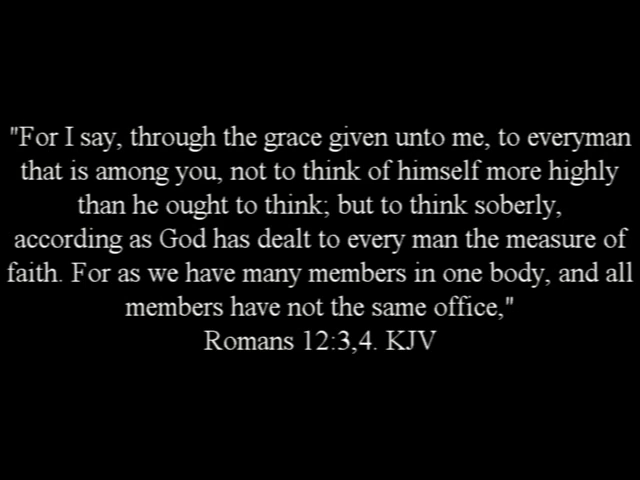 "For I say, through the grace given unto me, to everyman
that is among you, not to think of himself more highly
than he ought to think; but to think soberly,
according as God has dealt to every man the measure of
faith. For as we have many members in one body, and all
members have not the same office,"
Romans 12:3,4. KJV